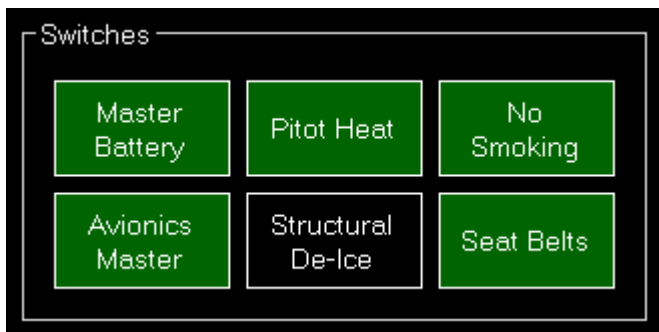 Switches
Master
Battery
Pitot Heat
No
Smoking
Avionics
Master
Structural
De-Ice
Seat Belts